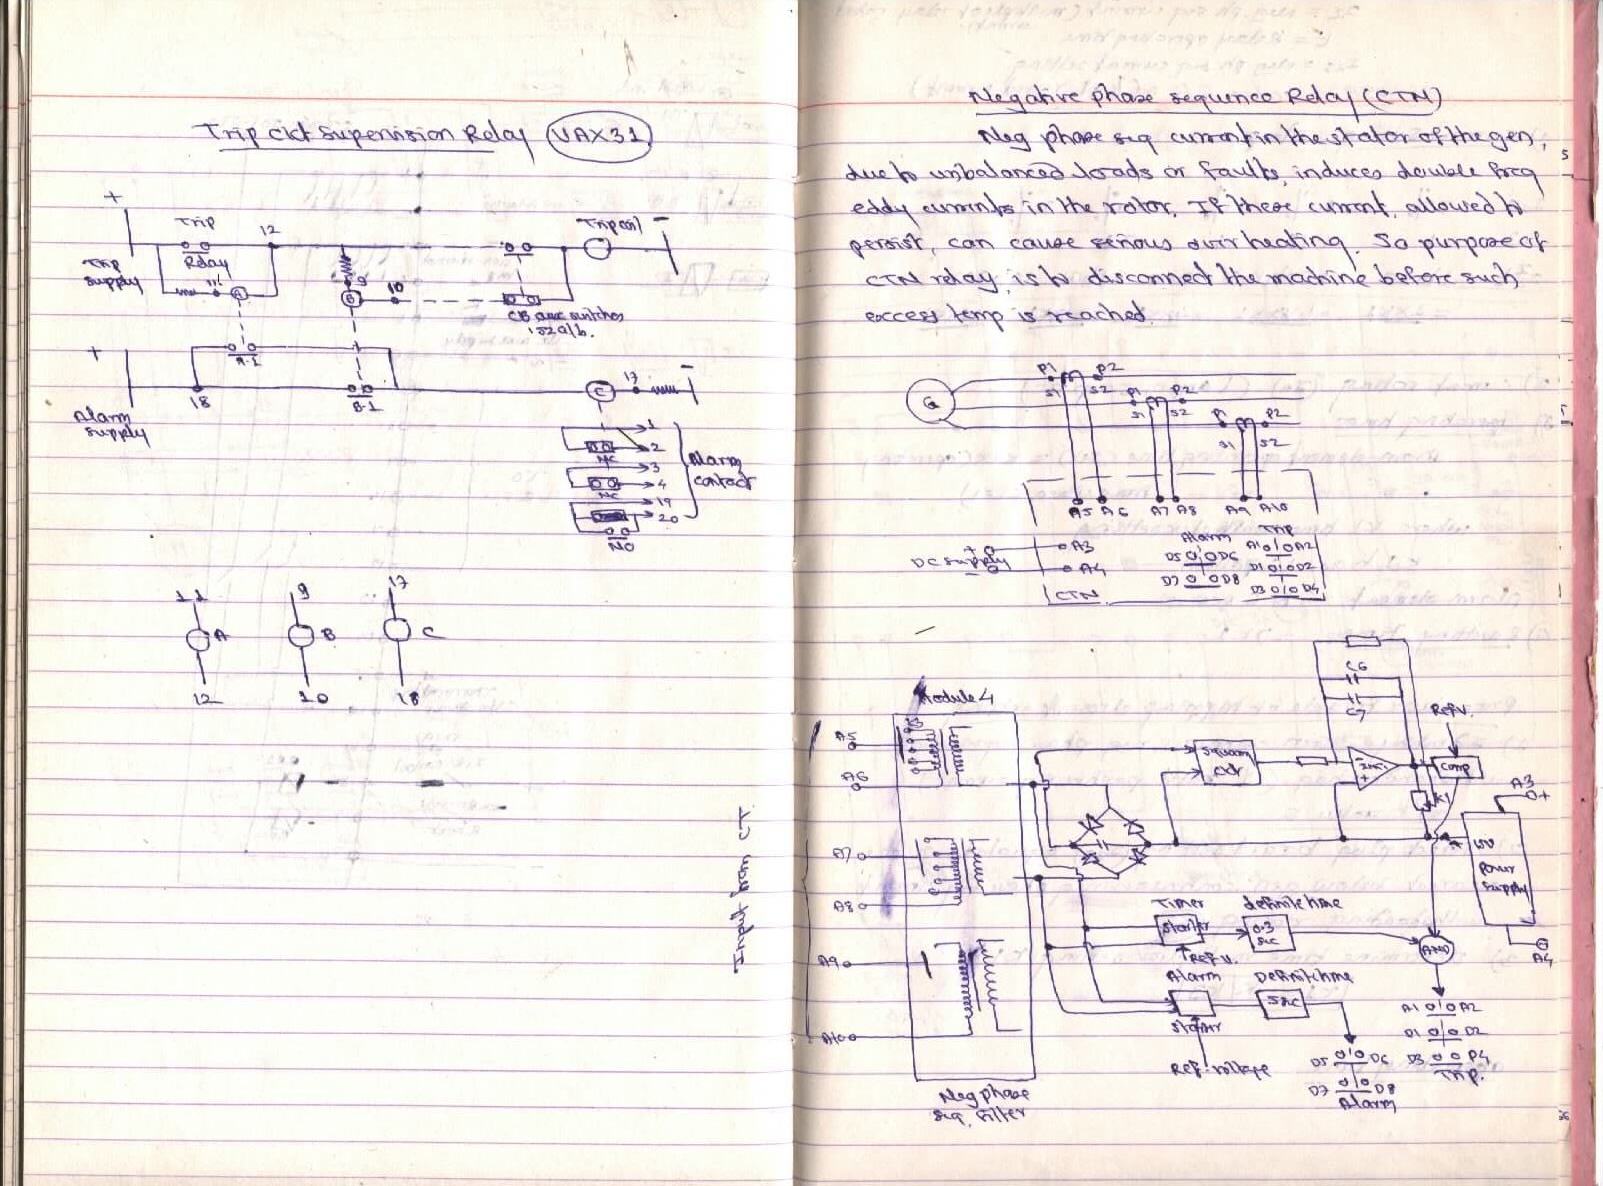 Trip ckt Supervision Relay (VAX31)
+
Trip
12
Trip coil
−
Trip supply
Relay
11
A
9
B
10
CB aux switches
152a/b.
+
A-1
18
B-1
C
17
−
Alarm supply
1
2
NC
3
4
NC
19
20
NO
Alarm contact
11
9
17
A
B
C
12
10
18
Negative phase sequence Relay (CTN)
Neg phase seq current in the stator of the gen,
due to unbalanced loads or faults, induces double freq
eddy currents in the rotor. If these current, allowed to
persist, can cause serious over heating. So purpose of
CTN relay, is to disconnect the machine before such
excess temp is reached.
G
P1 P2
S1 S2
P1 P2
S1 S2
P1 P2
S1 S2
A5 A6 A7 A8 A9 A10
DC supply
+
−
A3
A4
CTN
Alarm
D5 D6
D7 D8
Trip
A1 A2
D1 D2
D3 D4
Module 4
Input from CT
A5
A6
A7
A8
A9
A10
Neg phase
seq. Filter
C6
C7
Ref V.
Comp
K1
A3
+
Power Supply
A4
Timer
starter
Ref V.
definite time
0.3
sec
AND
Alarm
starter
Ref. voltage
Definite time
5sec
A1 A2
D1 D2
D3 D4
Trip.
D5 D6
D7 D8
Alarm